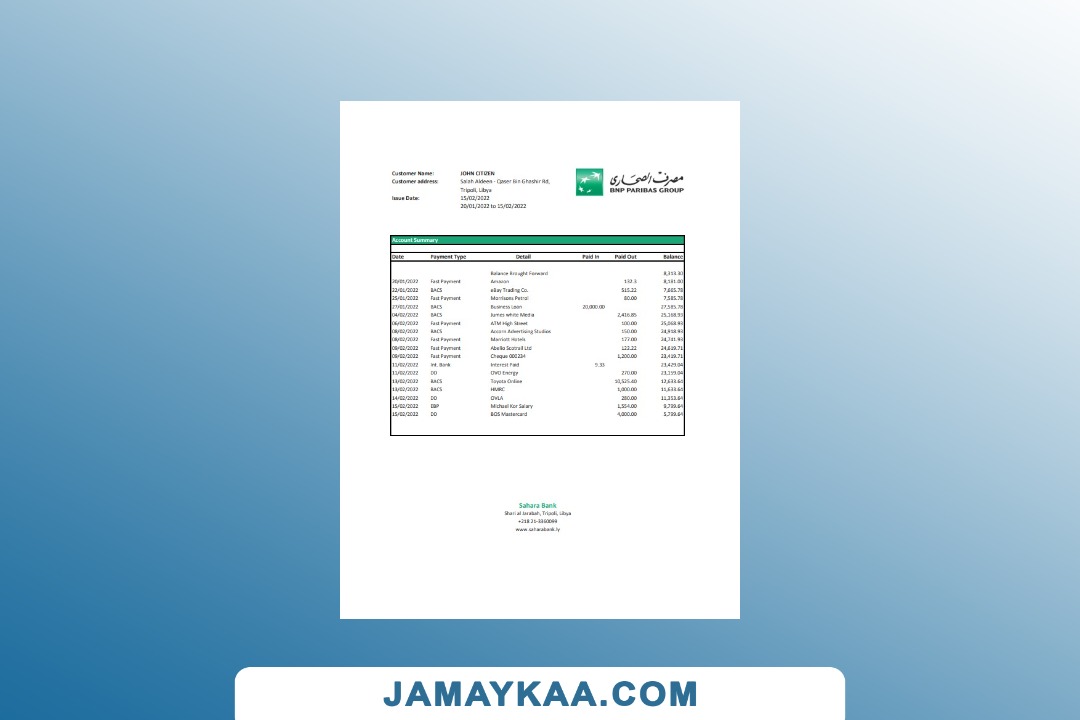 Customer Name: JOHN CITIZEN
Customer address: Salah Aldeen - Qaser Bin Ghashir Rd,
Tripoli, Libya
Issue Date: 15/02/2022
20/01/2022 to 15/02/2022
مصرف الصحاري
BNP PARIBAS GROUP
Account Summary
Date Payment Type Detail Paid In Paid Out Balance
Balance Brought Forward 8,313.30
20/01/2022 Fast Payment Amazon 132.3 8,181.00
22/01/2022 BACS eBay Trading Co. 515.22 7,665.78
25/01/2022 Fast Payment Morrisons Petrol 80.00 7,585.78
27/01/2022 BACS Business Loan 20,000.00 27,585.78
04/02/2022 BACS James white Media 2,416.85 25,168.93
06/02/2022 Fast Payment ATM High Street 100.00 25,068.93
08/02/2022 BACS Acorn Advertising Studies 150.00 24,918.93
08/02/2022 Fast Payment Marriott Hotels 177.00 24,741.93
09/02/2022 Fast Payment Abellio Scotrail Ltd 122.22 24,619.71
09/02/2022 Fast Payment Cheque 000234 1,200.00 23,419.71
11/02/2022 Int. Bank Interest Paid 9.33 23,429.04
11/02/2022 DD OVO Energy 270.00 23,159.04
13/02/2022 BACS Toyota Online 10,525.40 12,633.64
13/02/2022 BACS HMRC 1,000.00 11,633.64
14/02/2022 DD DVLA 280.00 11,353.64
15/02/2022 EBP Michael Kor Salary 1,554.00 9,799.64
15/02/2022 DD BOS Mastercard 4,000.00 5,799.64
Sahara Bank
Shari al Jarabah, Tripoli, Libya
+218 21-3360099
www.saharabank.ly
JAMAYKAA.COM